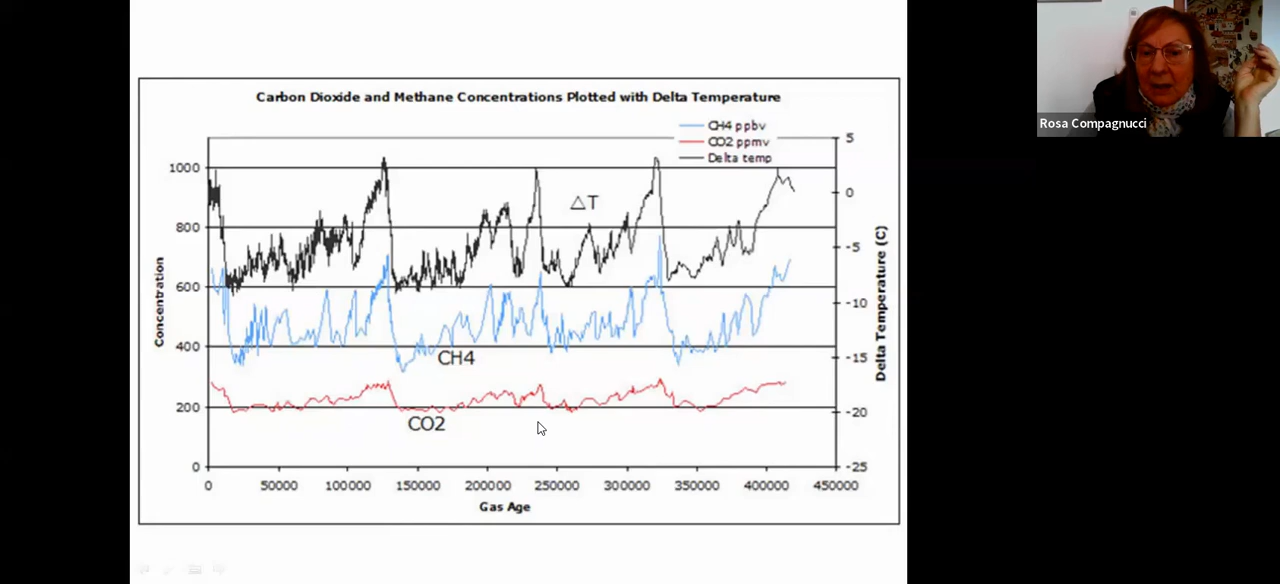 Carbon Dioxide and Methane Concentrations Plotted with Delta Temperature
CH4 ppbv
CO2 ppmv
Delta temp
1000
800
600
400
200
0
Concentration
5
0
-5
-10
-15
-20
-25
Delta Temperature (C)
△T
CH4
CO2
0 50000 100000 150000 200000 250000 300000 350000 400000 450000
Gas Age
Rosa Compagnucci